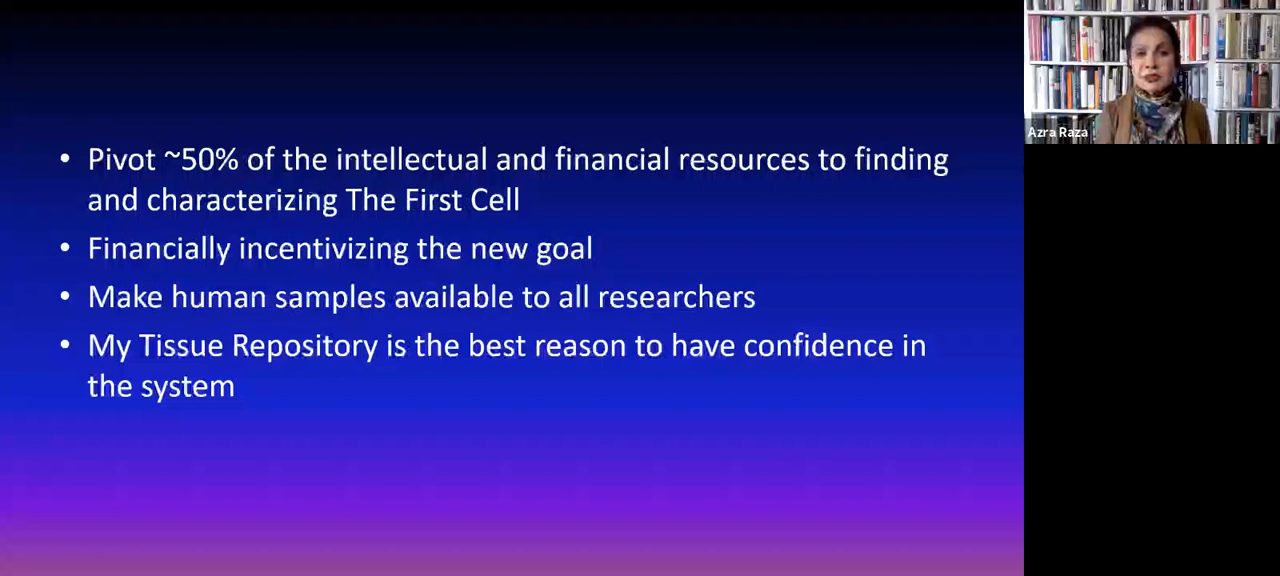 • Pivot ~50% of the intellectual and financial resources to finding
and characterizing The First Cell
• Financially incentivizing the new goal
• Make human samples available to all researchers
• My Tissue Repository is the best reason to have confidence in
the system
Azra Raza